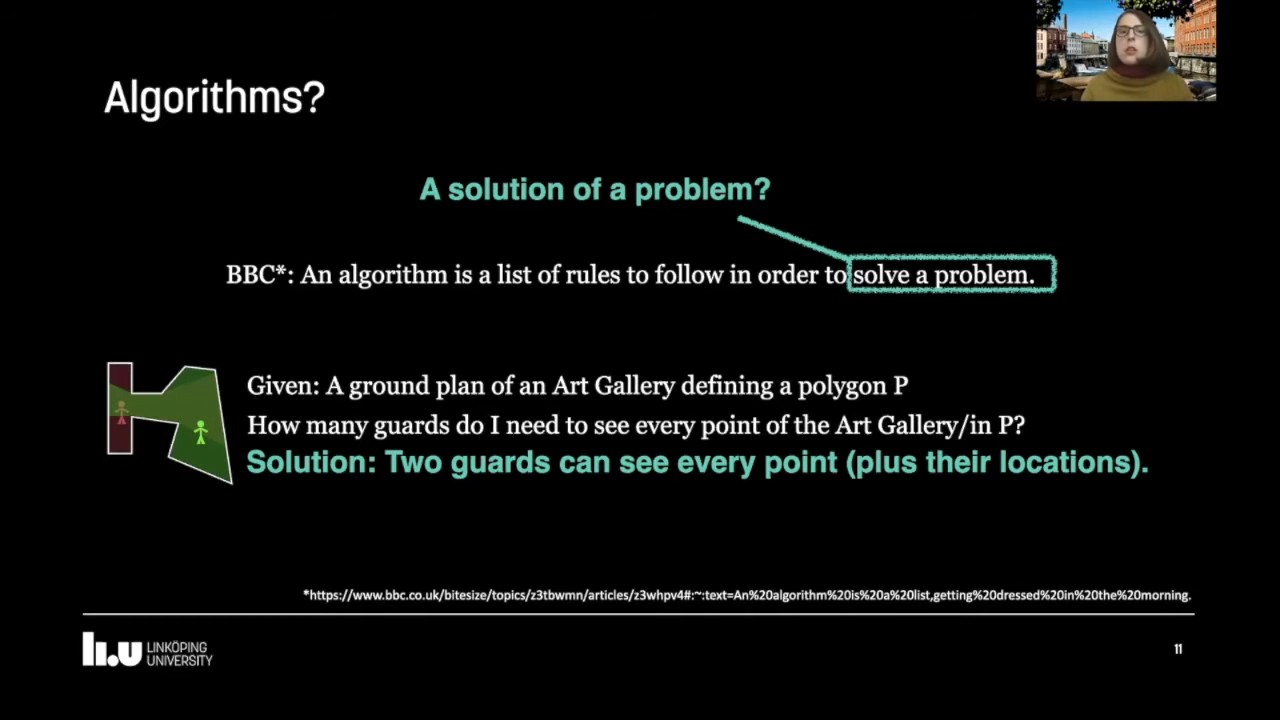 Algorithms?
A solution of a problem?
BBC*: An algorithm is a list of rules to follow in order to solve a problem.
Given: A ground plan of an Art Gallery defining a polygon P
How many guards do I need to see every point of the Art Gallery/in P?
Solution: Two guards can see every point (plus their locations).
*https://www.bbc.co.uk/bitesize/topics/z3tbwmn/articles/z3whpv4#:~:text=An%20algorithm%20is%20a%20list,getting%20dressed%20in%20the%20morning.
li.u LINKÖPING
UNIVERSITY
11